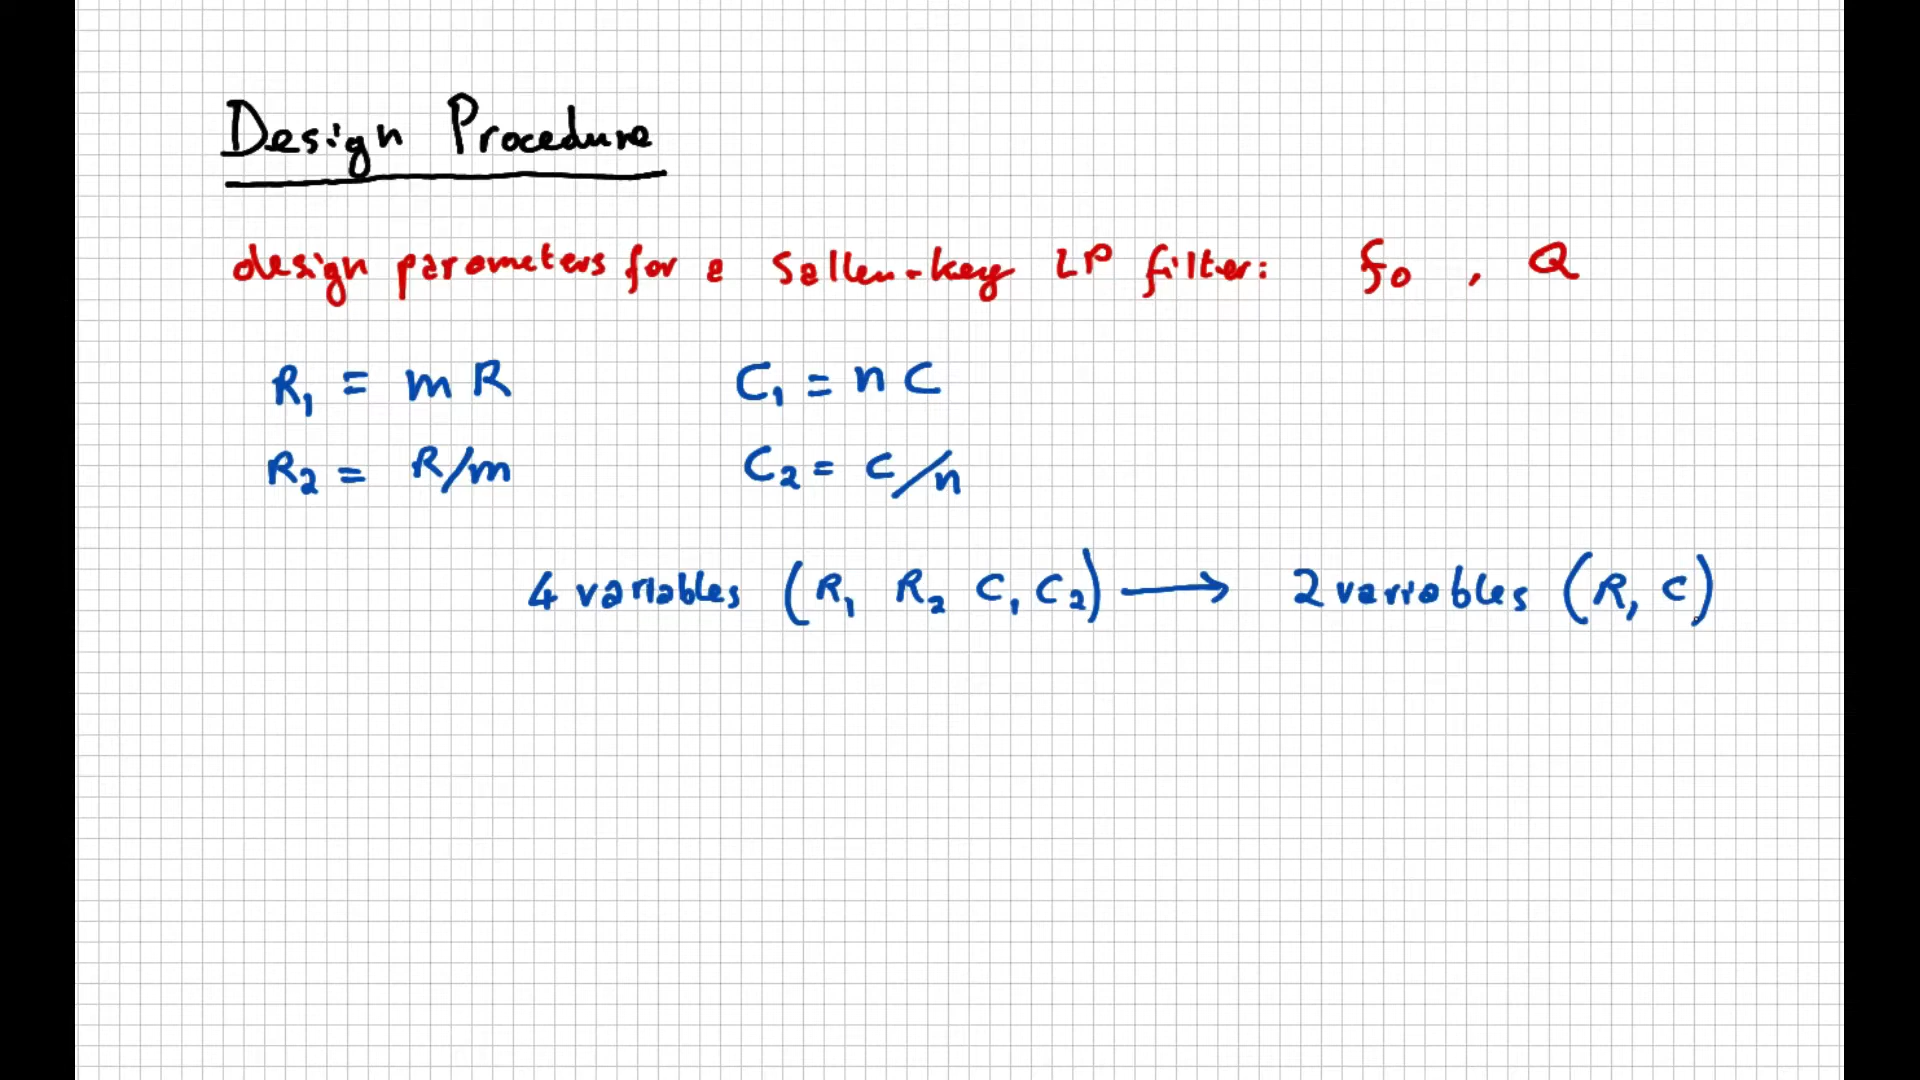 Design Procedure
design parameters for a Sallen-key LP filter: fo, Q
R1 = m R C1 = n C
R2 = R/m C2 = C/n
4 variables (R1 R2 C1 C2) → 2 variables (R, C)